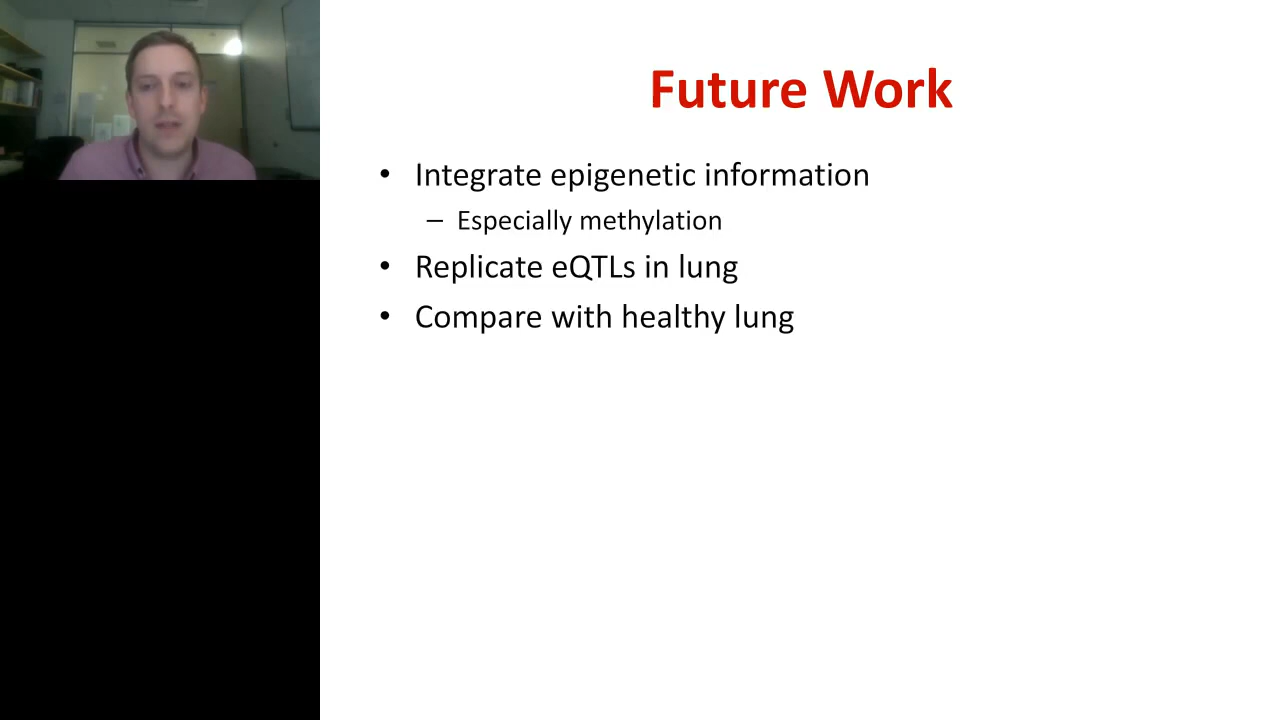 Future Work
• Integrate epigenetic information
– Especially methylation
• Replicate eQTLs in lung
• Compare with healthy lung